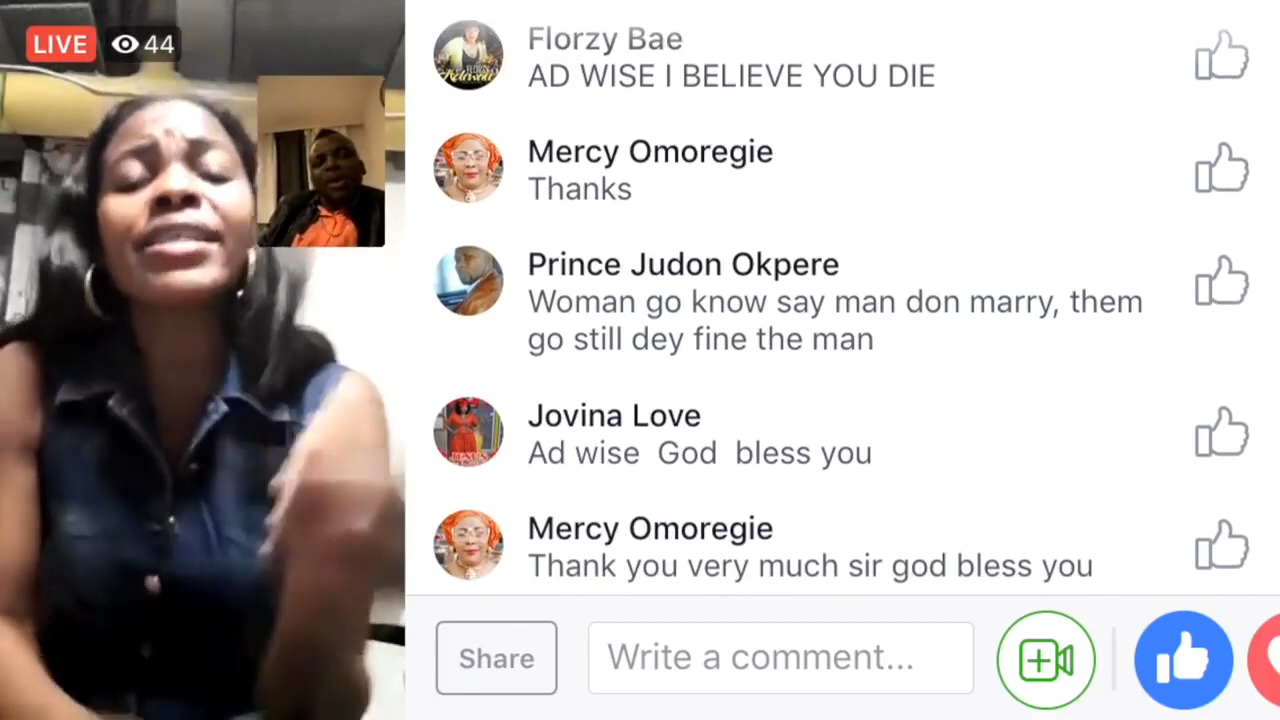 LIVE 44
Florzy Bae
AD WISE I BELIEVE YOU DIE
Mercy Omoregie
Thanks
Prince Judon Okpere
Woman go know say man don marry, them
go still dey fine the man
Jovina Love
Ad wise God bless you
Mercy Omoregie
Thank you very much sir god bless you
Share
Write a comment...